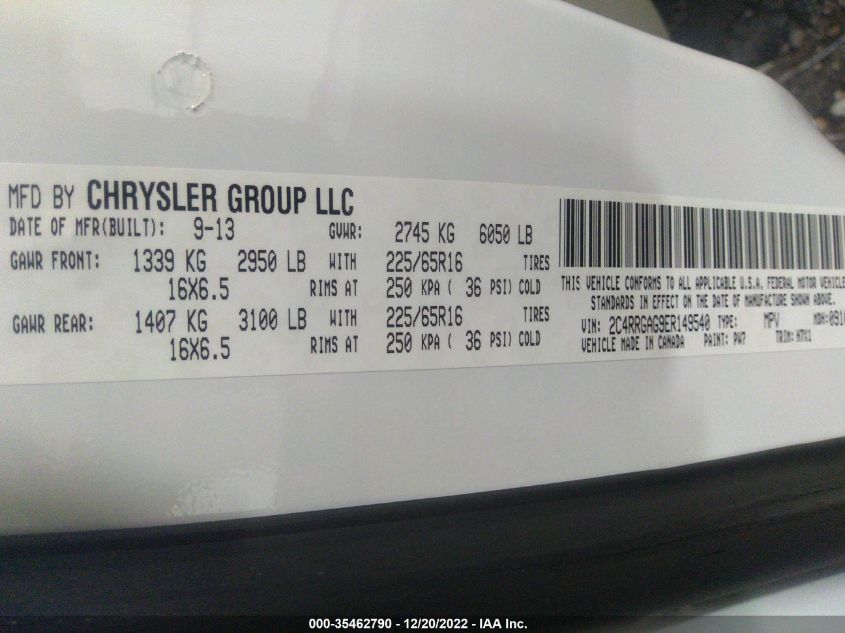 MFD BY CHRYSLER GROUP LLC
DATE OF MFR(BUILT): 9-13 GVWR: 2745 KG 6050 LB
GAWR FRONT: 1339 KG 2950 LB WITH 225/65R16 TIRES
16X6.5 RIMS AT 250 KPA ( 36 PSI) COLD
GAWR REAR: 1407 KG 3100 LB WITH 225/65R16 TIRES
16X6.5 RIMS AT 250 KPA ( 36 PSI) COLD
THIS VEHICLE CONFORMS TO ALL APPLICABLE U.S.A. FEDERAL MOTOR VEHICLE
STANDARDS IN EFFECT ON THE DATE OF MANUFACTURE SHOWN ABOVE.
VIN: 2C4RRGAG9ER149540 TYPE: MPV MDH:
VEHICLE MADE IN CANADA PAINT: PW7 TRIM:
000-35462790 - 12/20/2022 - IAA Inc.